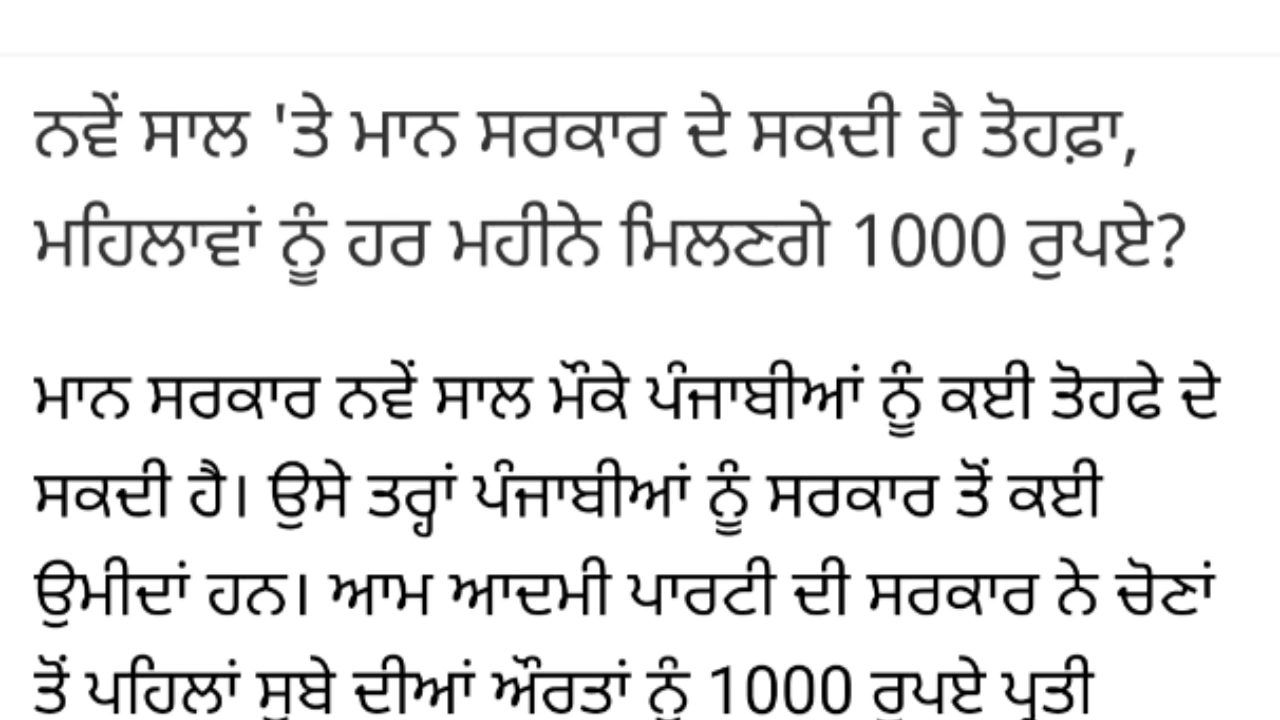 ਨਵੇਂ ਸਾਲ 'ਤੇ ਮਾਨ ਸਰਕਾਰ ਦੇ ਸਕਦੀ ਹੈ ਤੋਹਫ਼ਾ,
ਮਹਿਲਾਵਾਂ ਨੂੰ ਹਰ ਮਹੀਨੇ ਮਿਲਣਗੇ 1000 ਰੁਪਏ?
ਮਾਨ ਸਰਕਾਰ ਨਵੇਂ ਸਾਲ ਮੌਕੇ ਪੰਜਾਬੀਆਂ ਨੂੰ ਕਈ ਤੋਹਫੇ ਦੇ
ਸਕਦੀ ਹੈ। ਉਸੇ ਤਰ੍ਹਾਂ ਪੰਜਾਬੀਆਂ ਨੂੰ ਸਰਕਾਰ ਤੋਂ ਕਈ
ਉਮੀਦਾਂ ਹਨ। ਆਮ ਆਦਮੀ ਪਾਰਟੀ ਦੀ ਸਰਕਾਰ ਨੇ ਚੋਣਾਂ
ਤੋਂ ਪਹਿਲਾਂ ਸੂਬੇ ਦੀਆਂ ਔਰਤਾਂ ਨੂੰ 1000 ਰੁਪਏ ਪ੍ਰਤੀ